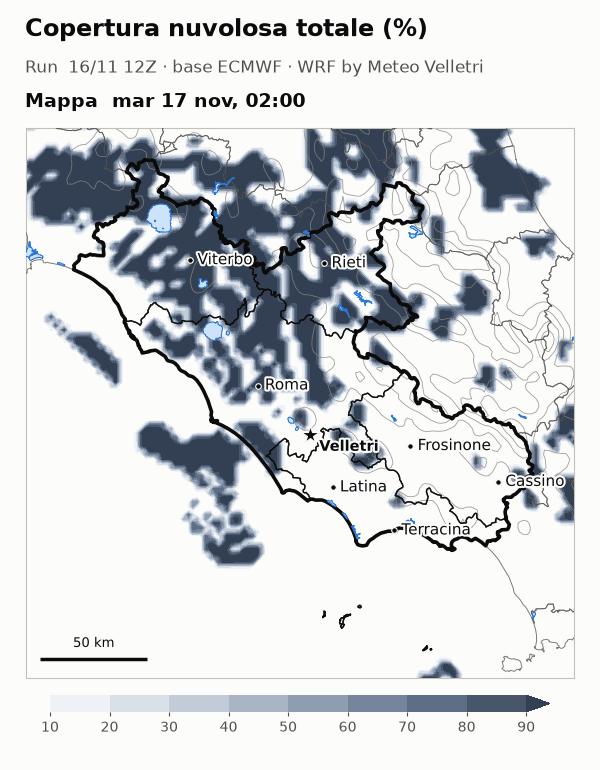 Copertura nuvolosa totale (%)
Run  16/11 12Z · base ECMWF · WRF by Meteo Velletri
Mappa  mar 17 nov, 02:00
Viterbo
Rieti
Roma
Velletri
Frosinone
Cassino
Latina
Terracina
50 km
10 20 30 40 50 60 70 80 90